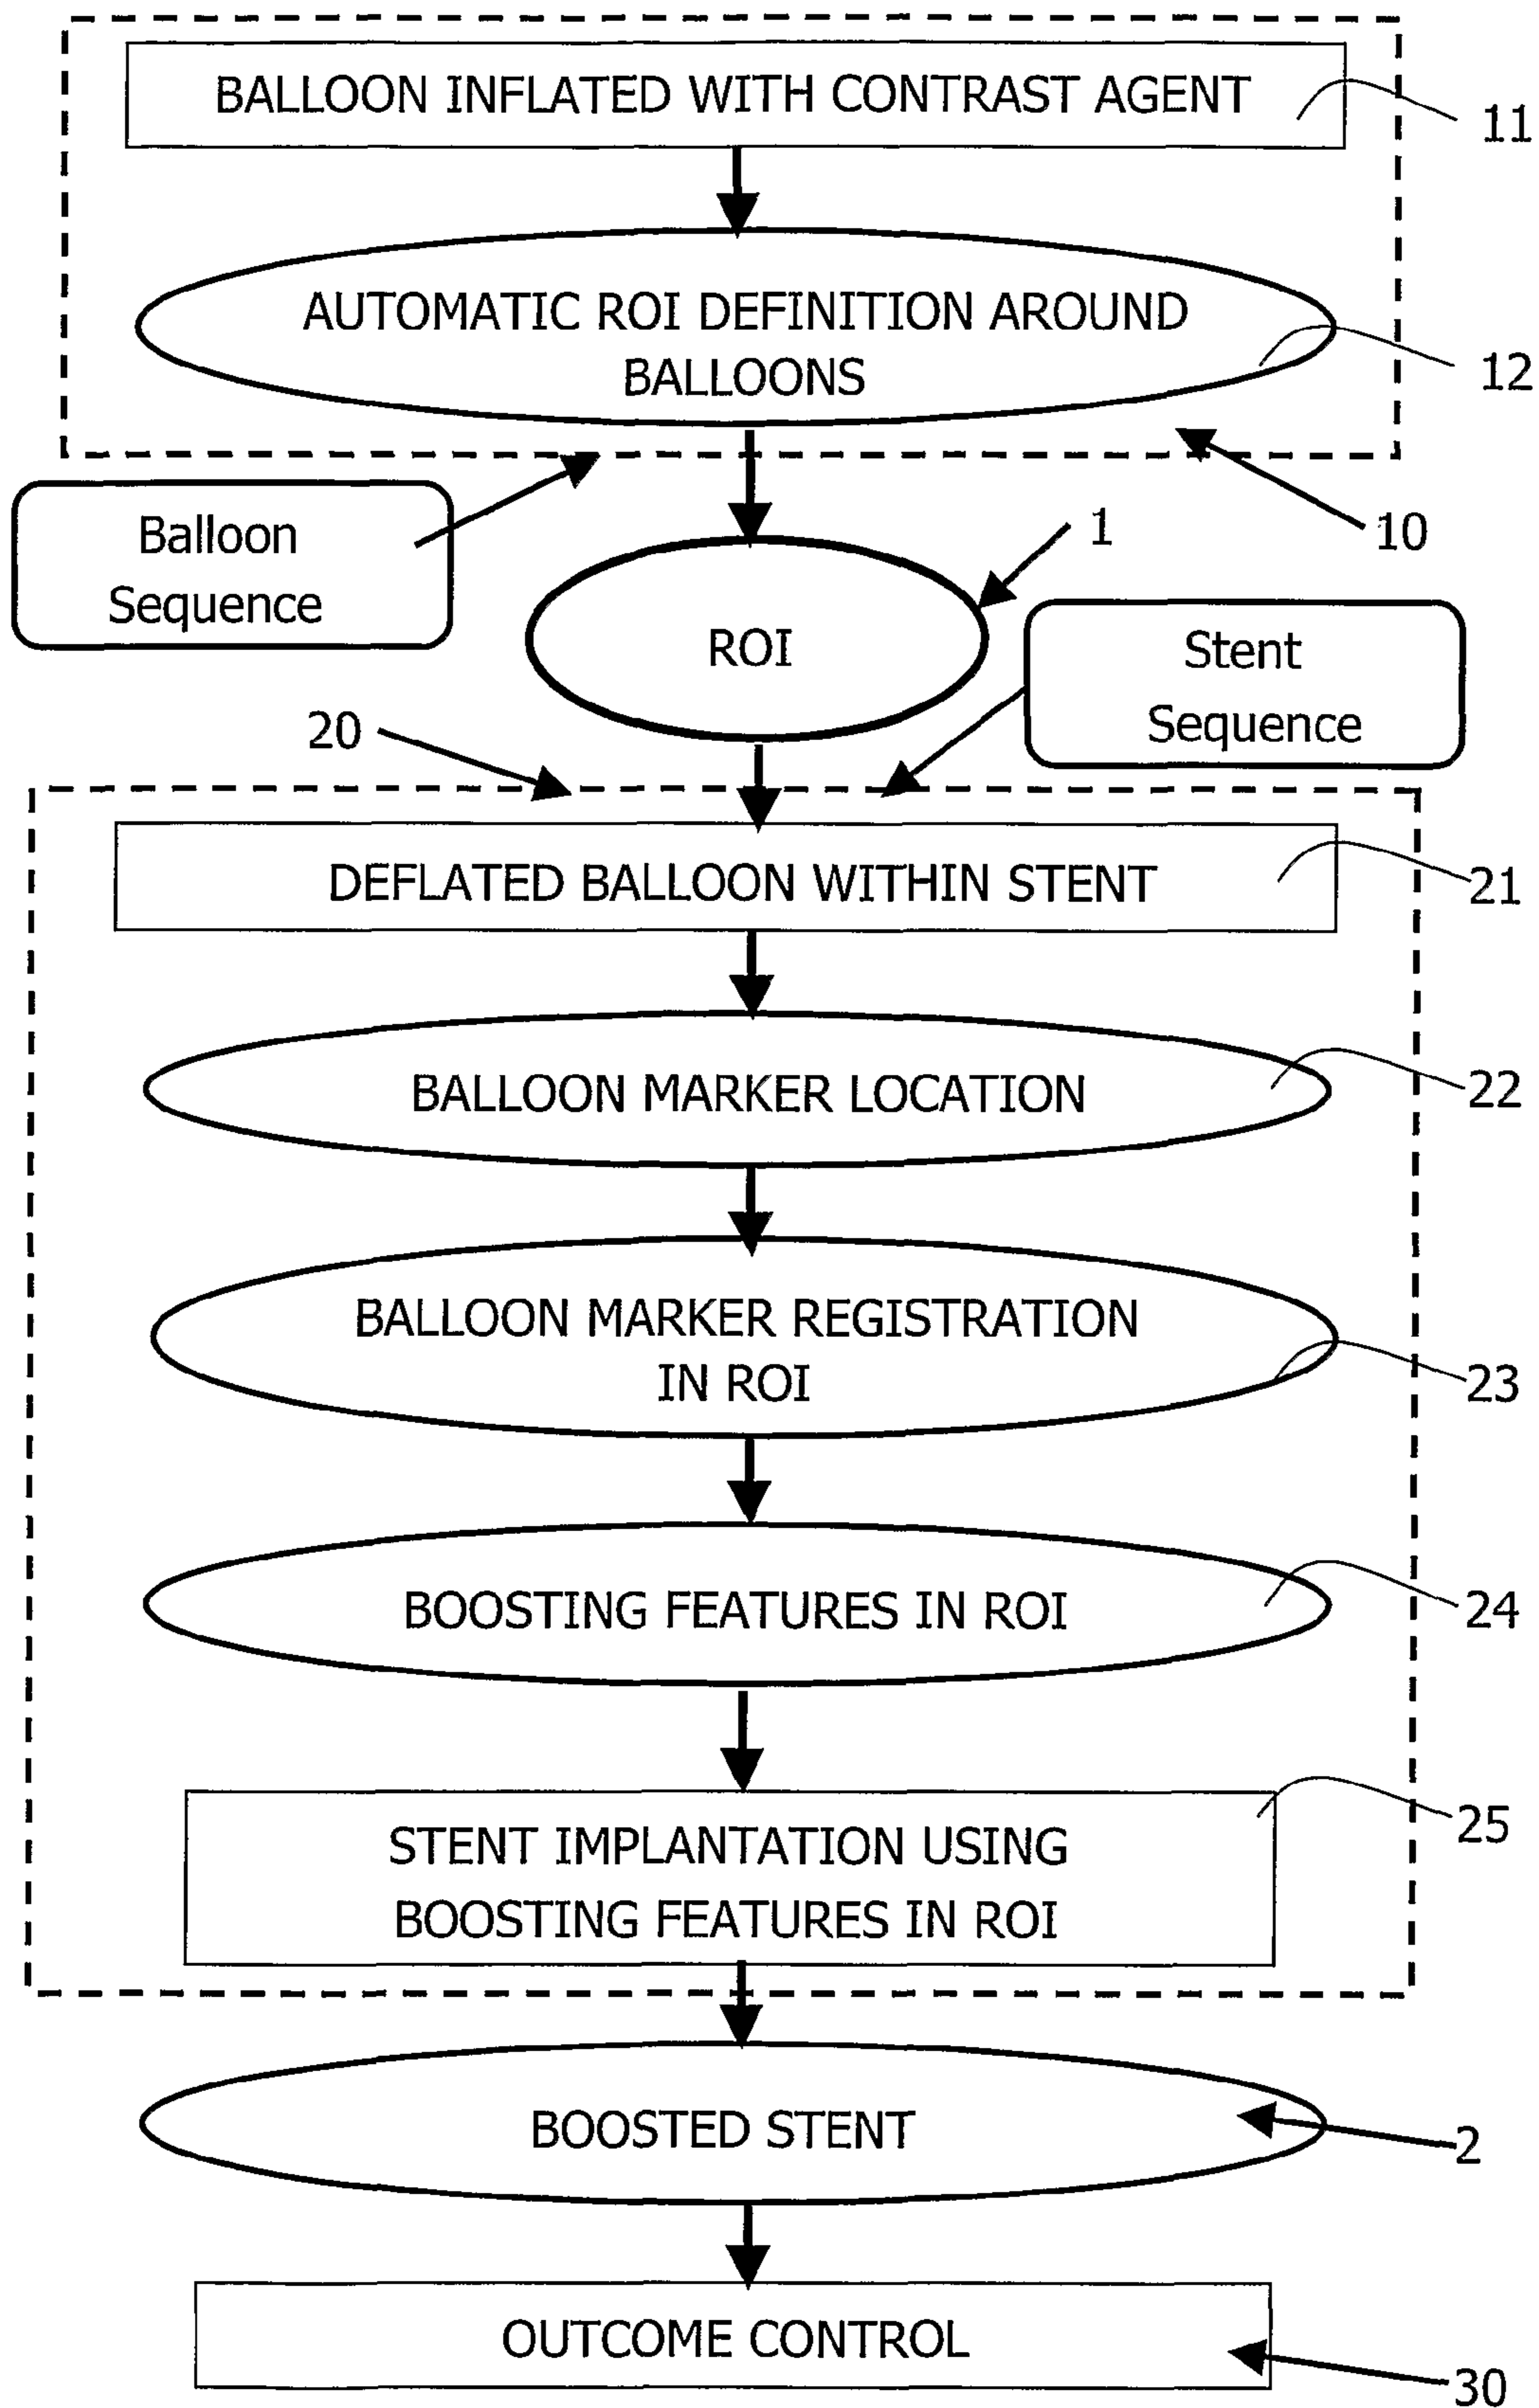 BALLOON INFLATED WITH CONTRAST AGENT
11
AUTOMATIC ROI DEFINITION AROUND
BALLOONS
12
10
Balloon
Sequence
1
ROI
Stent
Sequence
20
DEFLATED BALLOON WITHIN STENT
21
BALLOON MARKER LOCATION
22
BALLOON MARKER REGISTRATION
IN ROI
23
BOOSTING FEATURES IN ROI
24
STENT IMPLANTATION USING
BOOSTING FEATURES IN ROI
25
BOOSTED STENT
2
OUTCOME CONTROL
30